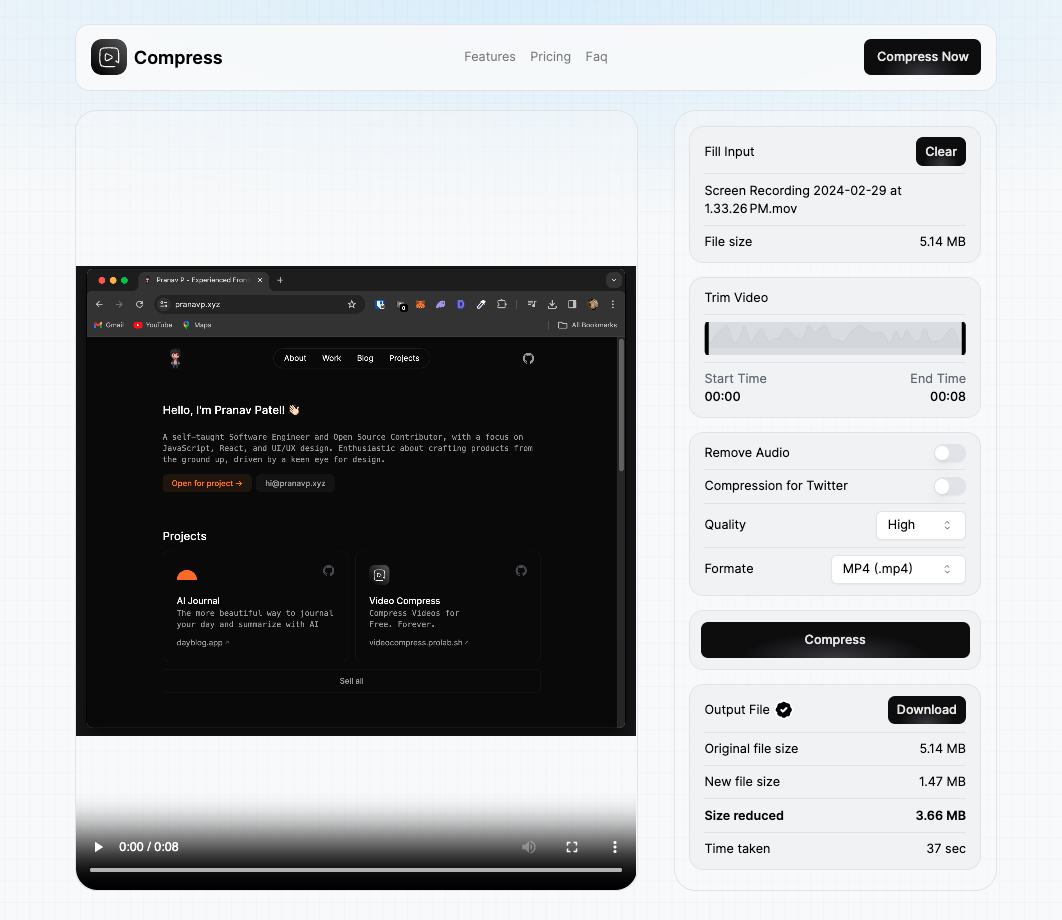 Compress
Features Pricing Faq
Compress Now
Pranav P - Experienced Fron
pranavp.xyz
Gmail YouTube Maps
All Bookmarks
About Work Blog Projects
Hello, I'm Pranav Patell 👋🏻
A self-taught Software Engineer and Open Source Contributor, with a focus on
JavaScript, React, and UI/UX design. Enthusiastic about crafting products from
the ground up, driven by a keen eye for design.
Open for project →
hi@pranavp.xyz
Projects
AI Journal
The more beautiful way to journal
your day and summarize with AI
dayblog.app ↗
Video Compress
Compress Videos for
Free. Forever.
videocompress.prolab.sh ↗
Sell all
0:00 / 0:08
Fill Input
Clear
Screen Recording 2024-02-29 at
1.33.26 PM.mov
File size 5.14 MB
Trim Video
Start Time End Time
00:00 00:08
Remove Audio
Compression for Twitter
Quality High
Formate MP4 (.mp4)
Compress
Output File Download
Original file size 5.14 MB
New file size 1.47 MB
Size reduced 3.66 MB
Time taken 37 sec